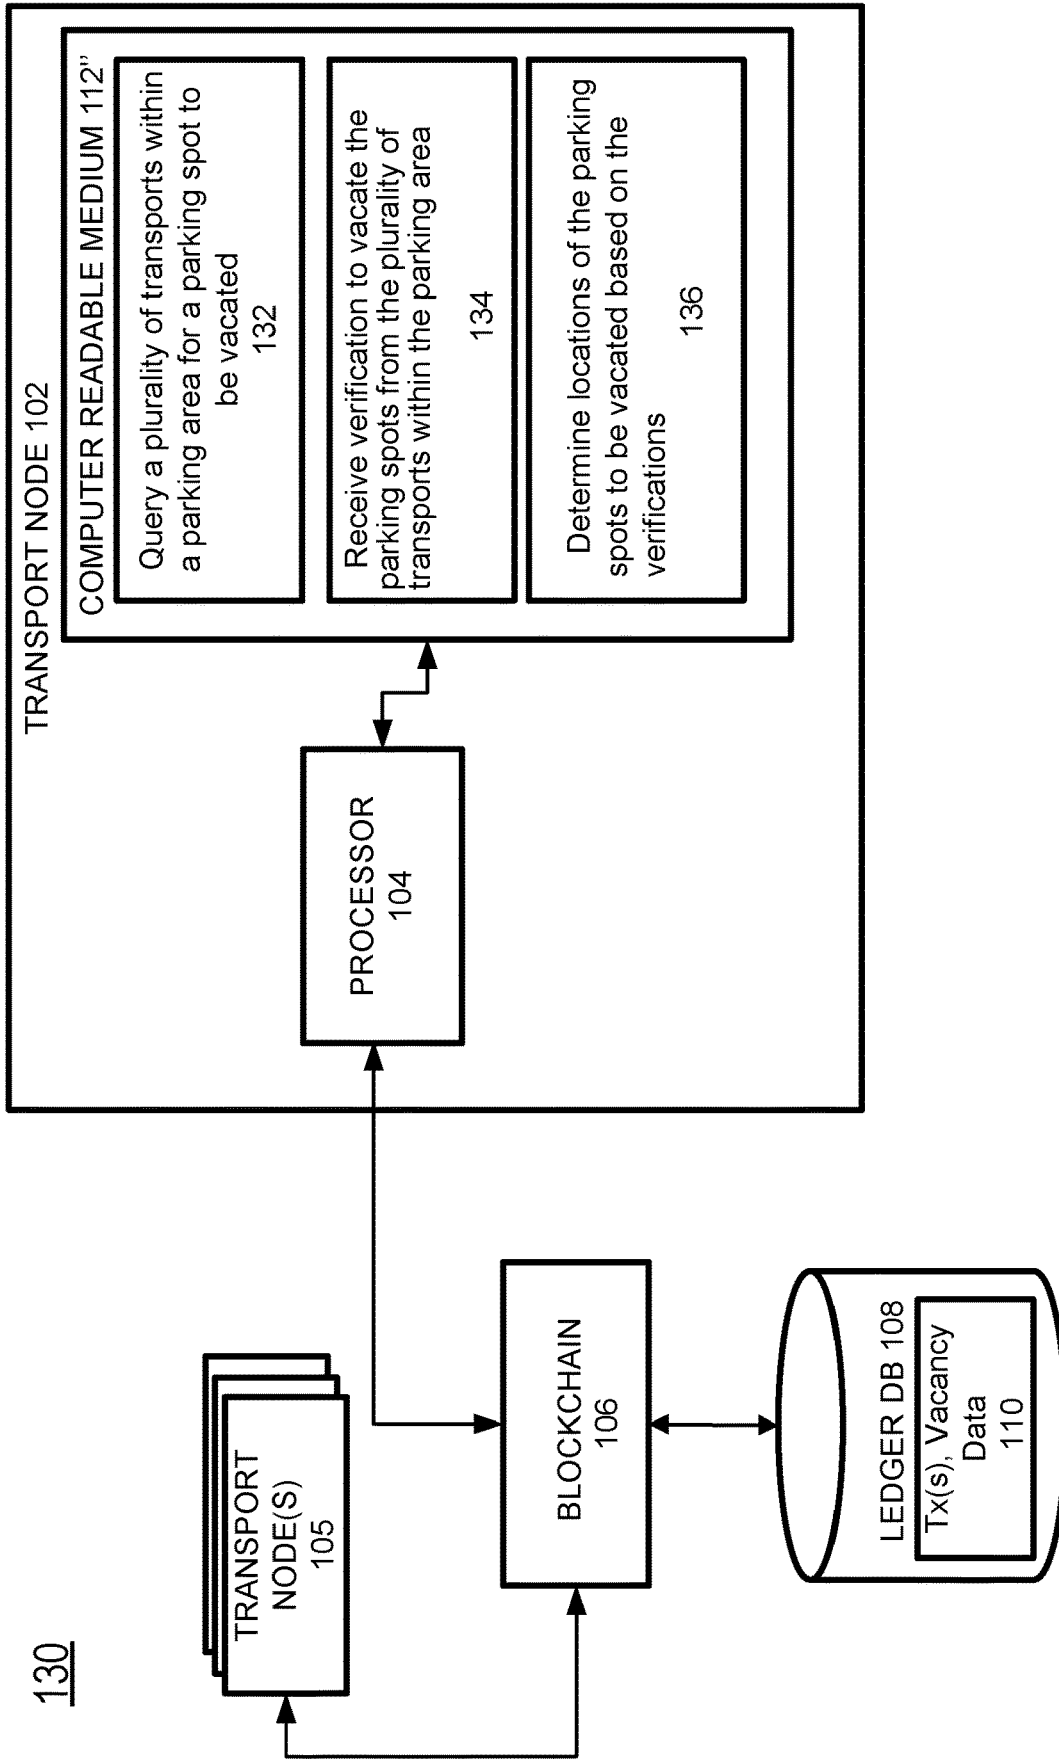 130
TRANSPORT NODE 102
COMPUTER READABLE MEDIUM 112”
Query a plurality of transports within
a parking area for a parking spot to
be vacated
132
Receive verification to vacate the
parking spots from the plurality of
transports within the parking area
134
Determine locations of the parking
spots to be vacated based on the
verifications
136
PROCESSOR
104
TRANSPORT
NODE(S)
105
BLOCKCHAIN
106
LEDGER DB 108
Tx(s), Vacancy
Data
110